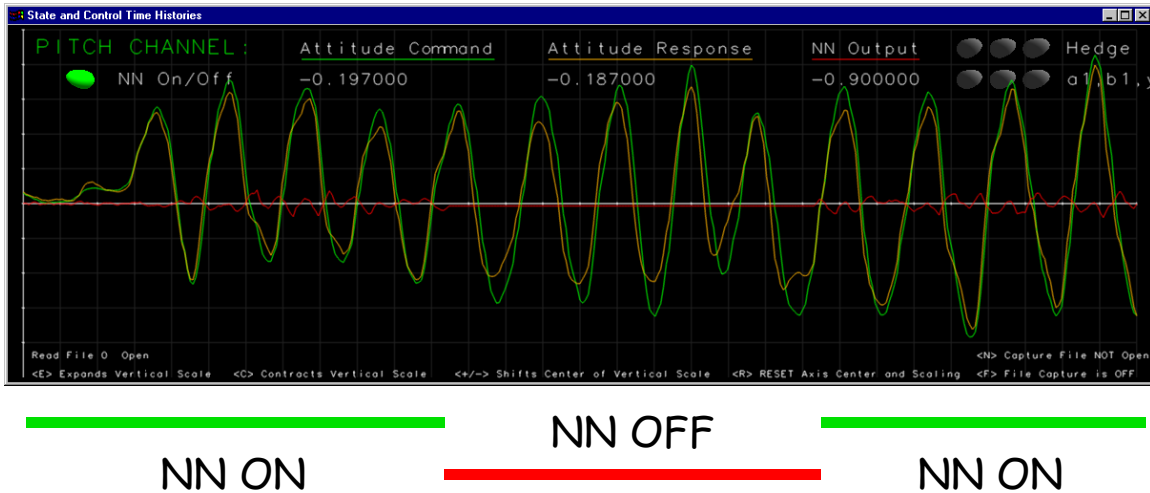 State and Control Time Histories
PITCH CHANNEL: Attitude Command Attitude Response NN Output Hedge
NN On/Off -0.197000 -0.187000 -0.900000 a1,b1,y
Read File 0 Open <N> Capture File NOT Open
<E> Expands Vertical Scale <C> Contracts Vertical Scale <+/-> Shifts Center of Vertical Scale <R> RESET Axis Center and Scaling <F> File Capture is OFF
NN OFF
NN ON NN ON